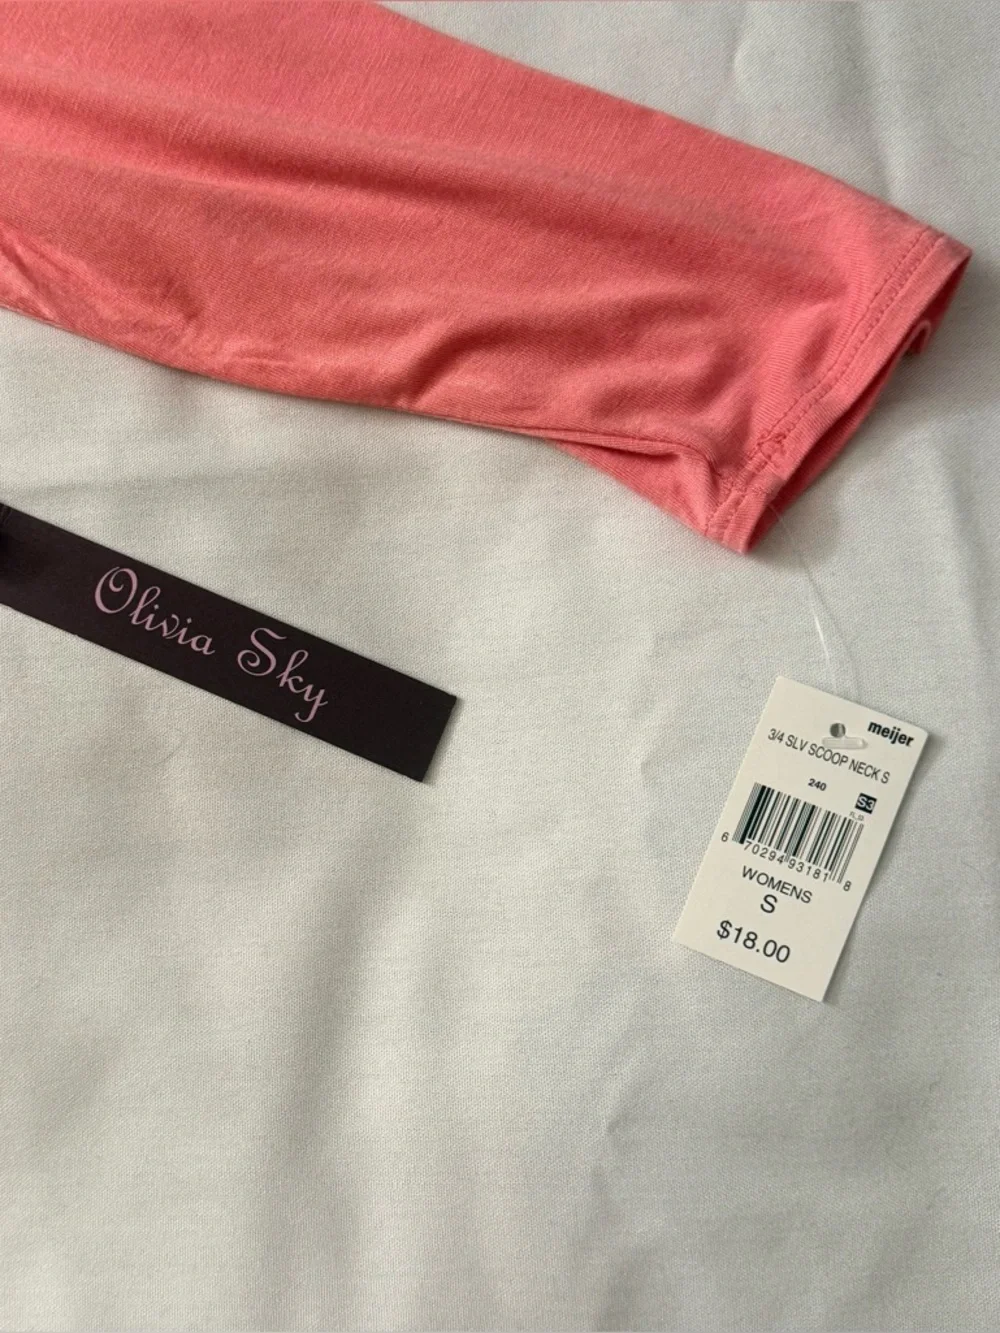 Olivia Sky
meijer
3/4 SLV SCOOP NECK S
240
S3
6 70294 93181 8
WOMENS
S
$18.00